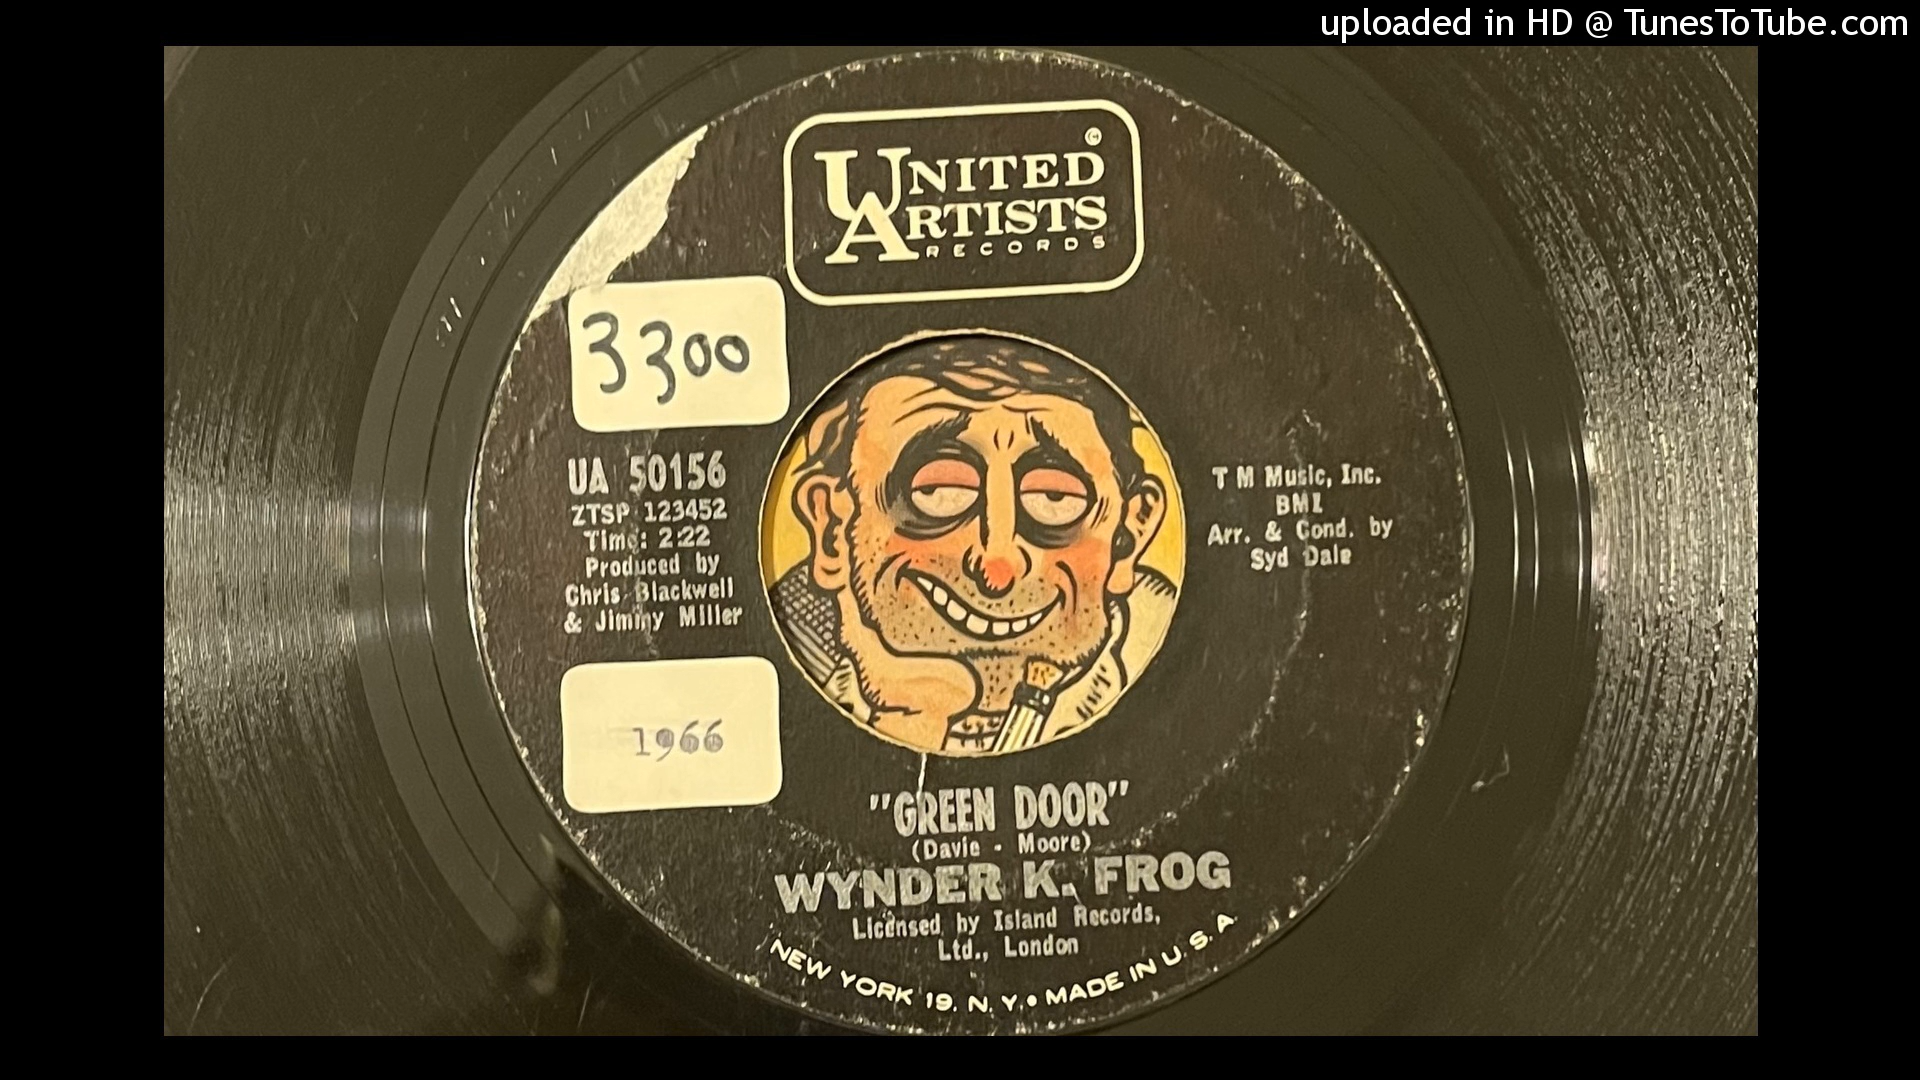 uploaded in HD @ TunesToTube.com
UNITED
ARTISTS
RECORDS
3300
UA 50156
ZTSP 123452
Time: 2:22
Produced by
Chris Blackwell
& Jimmy Miller
T M Music, Inc.
BMI
Arr. & Cond. by
Syd Dale
1966
"GREEN DOOR"
(Davie - Moore)
WYNDER K. FROG
Licensed by Island Records,
Ltd., London
NEW YORK 19, N. Y. • MADE IN U. S. A.